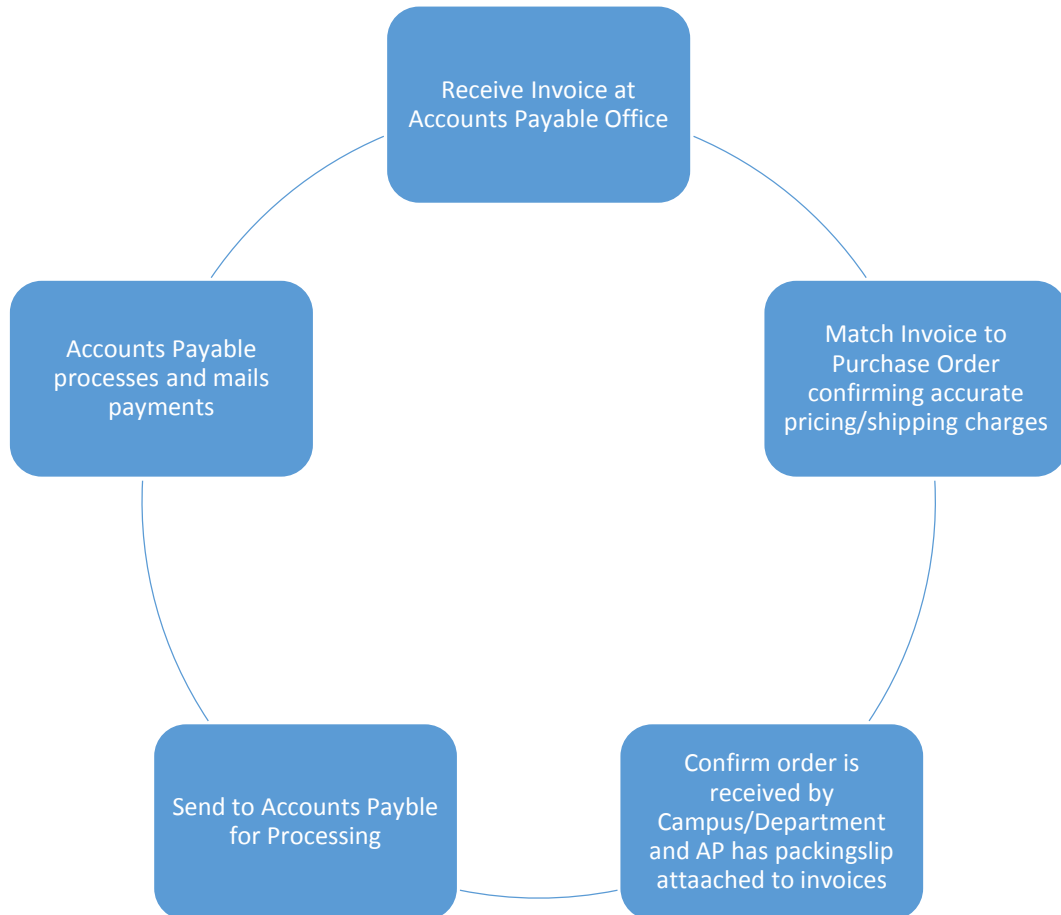 Receive Invoice at
Accounts Payable Office
Match Invoice to
Purchase Order
confirming accurate
pricing/shipping charges
Confirm order is
received by
Campus/Department
and AP has packingslip
attaached to invoices
Send to Accounts Payble
for Processing
Accounts Payable
processes and mails
payments